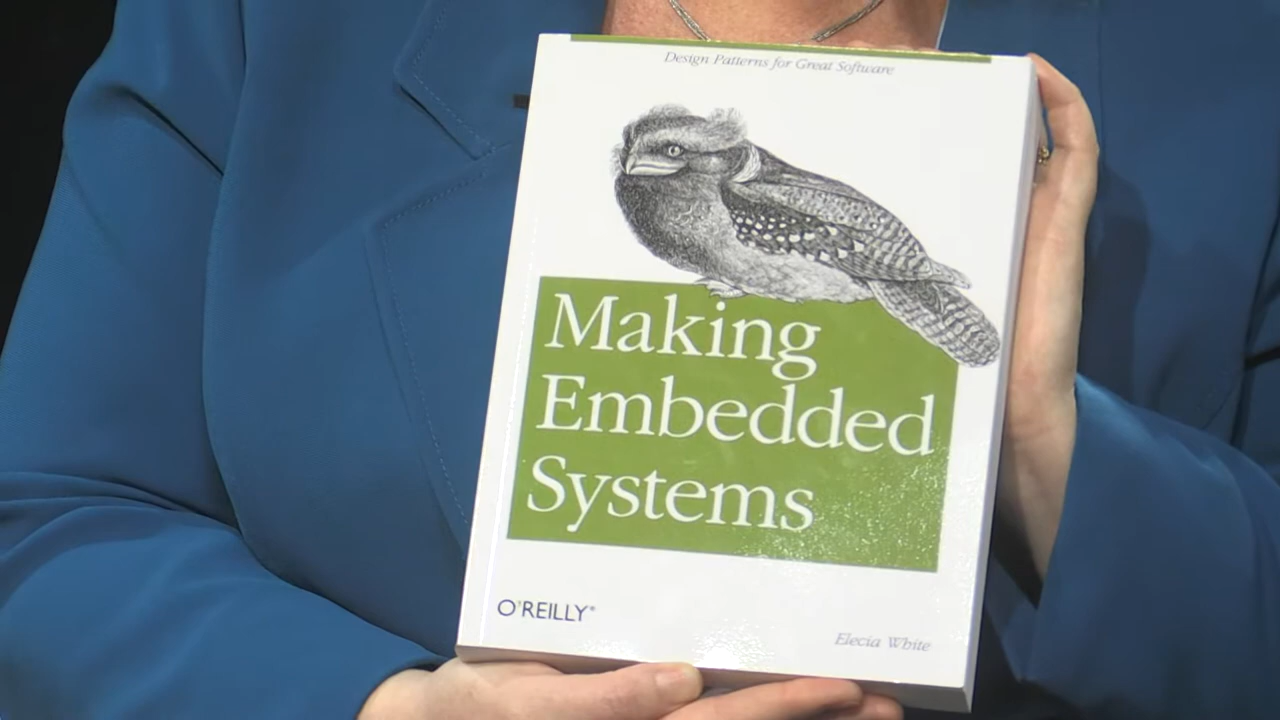 Design Patterns for Great Software
Making
Embedded
Systems
O'REILLY®
Elecia White